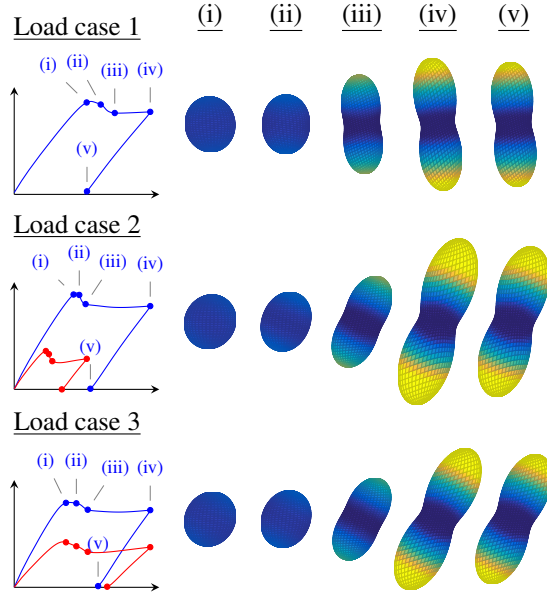 Load case 1
(i) (ii) (iii) (iv) (v)
(i) (ii) (iii) (iv)
(v)
Load case 2
(i) (ii) (iii) (iv)
(v)
Load case 3
(i) (ii) (iii) (iv)
(v)